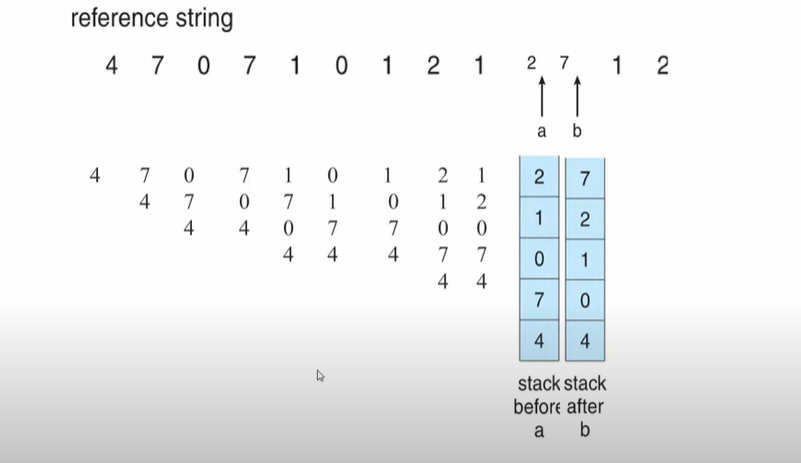 reference string
4 7 0 7 1 0 1 2 1 2 7 1 2
a b
4 7 0 7 1 0 1 2 1 2 7
4 7 0 7 1 0 1 2 1 2
4 4 0 7 7 0 0 0 1
4 4 4 7 7 7 0
4 4 4 4
stack stack
before after
a b